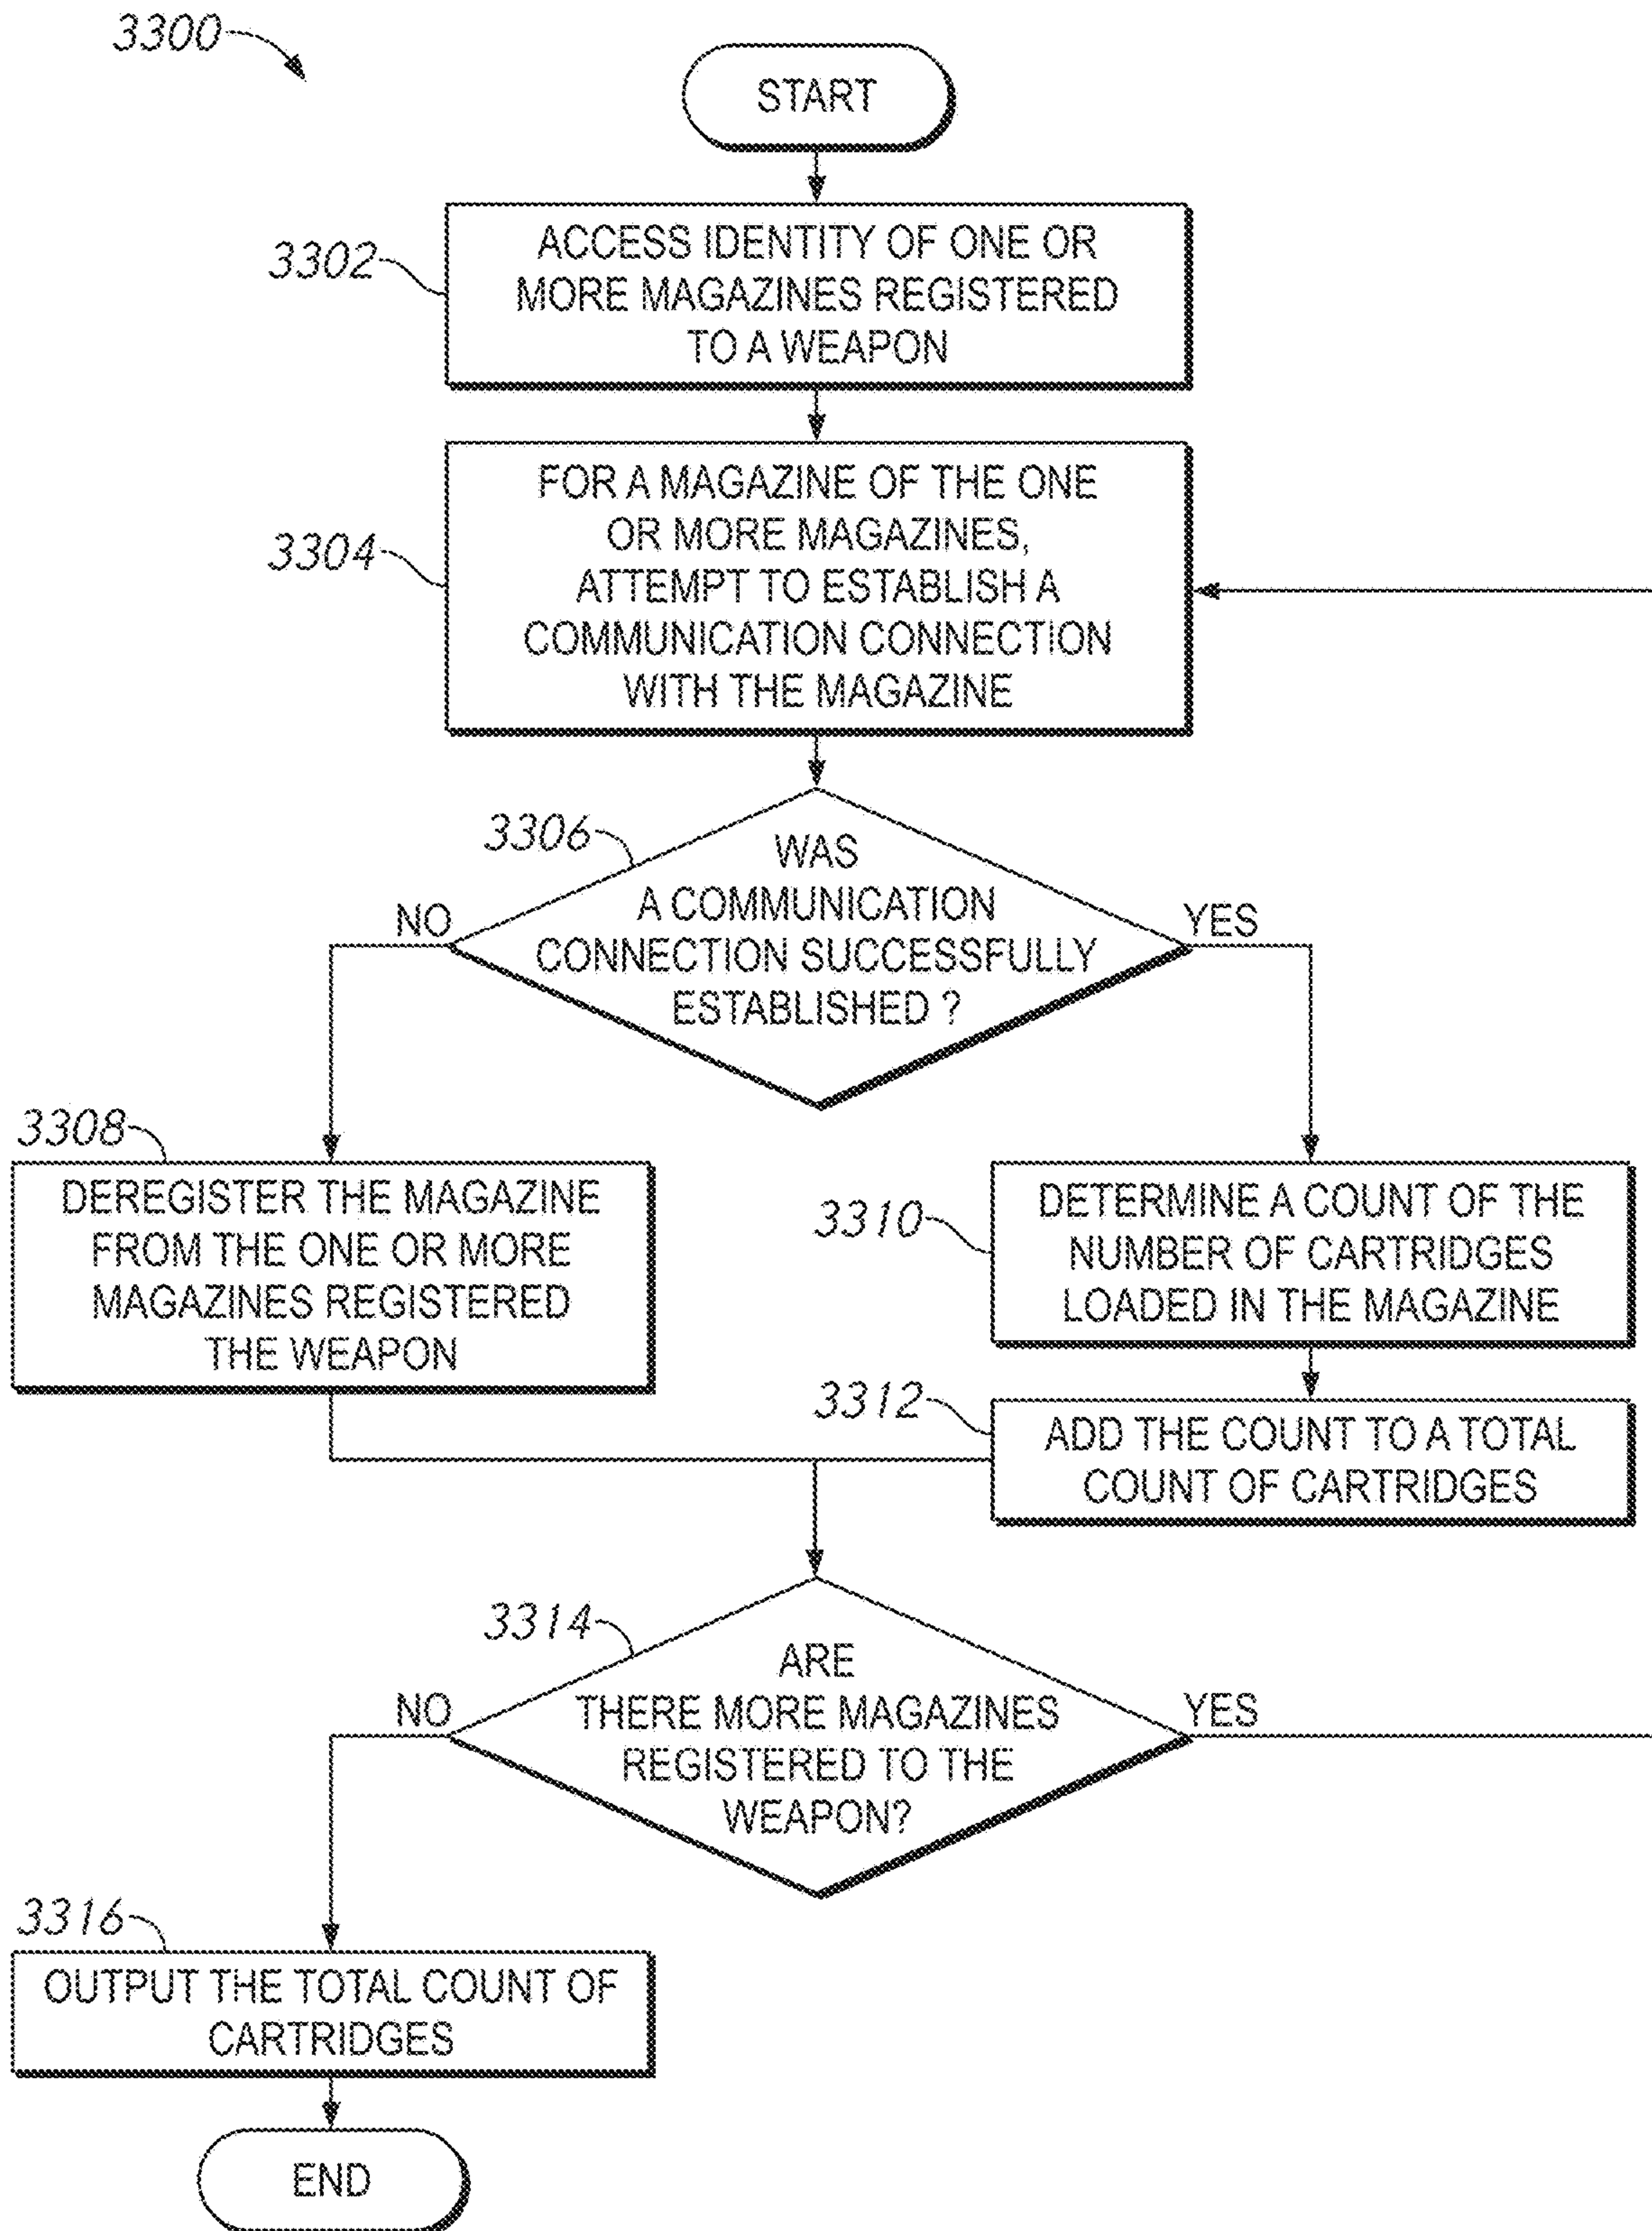 3300
START
3302
ACCESS IDENTITY OF ONE OR
MORE MAGAZINES REGISTERED
TO A WEAPON
3304
FOR A MAGAZINE OF THE ONE
OR MORE MAGAZINES,
ATTEMPT TO ESTABLISH A
COMMUNICATION CONNECTION
WITH THE MAGAZINE
3306
WAS
A COMMUNICATION
CONNECTION SUCCESSFULLY
ESTABLISHED ?
NO
YES
3308
DEREGISTER THE MAGAZINE
FROM THE ONE OR MORE
MAGAZINES REGISTERED
THE WEAPON
3310
DETERMINE A COUNT OF THE
NUMBER OF CARTRIDGES
LOADED IN THE MAGAZINE
3312
ADD THE COUNT TO A TOTAL
COUNT OF CARTRIDGES
3314
ARE
THERE MORE MAGAZINES
REGISTERED TO THE
WEAPON?
NO
YES
3316
OUTPUT THE TOTAL COUNT OF
CARTRIDGES
END